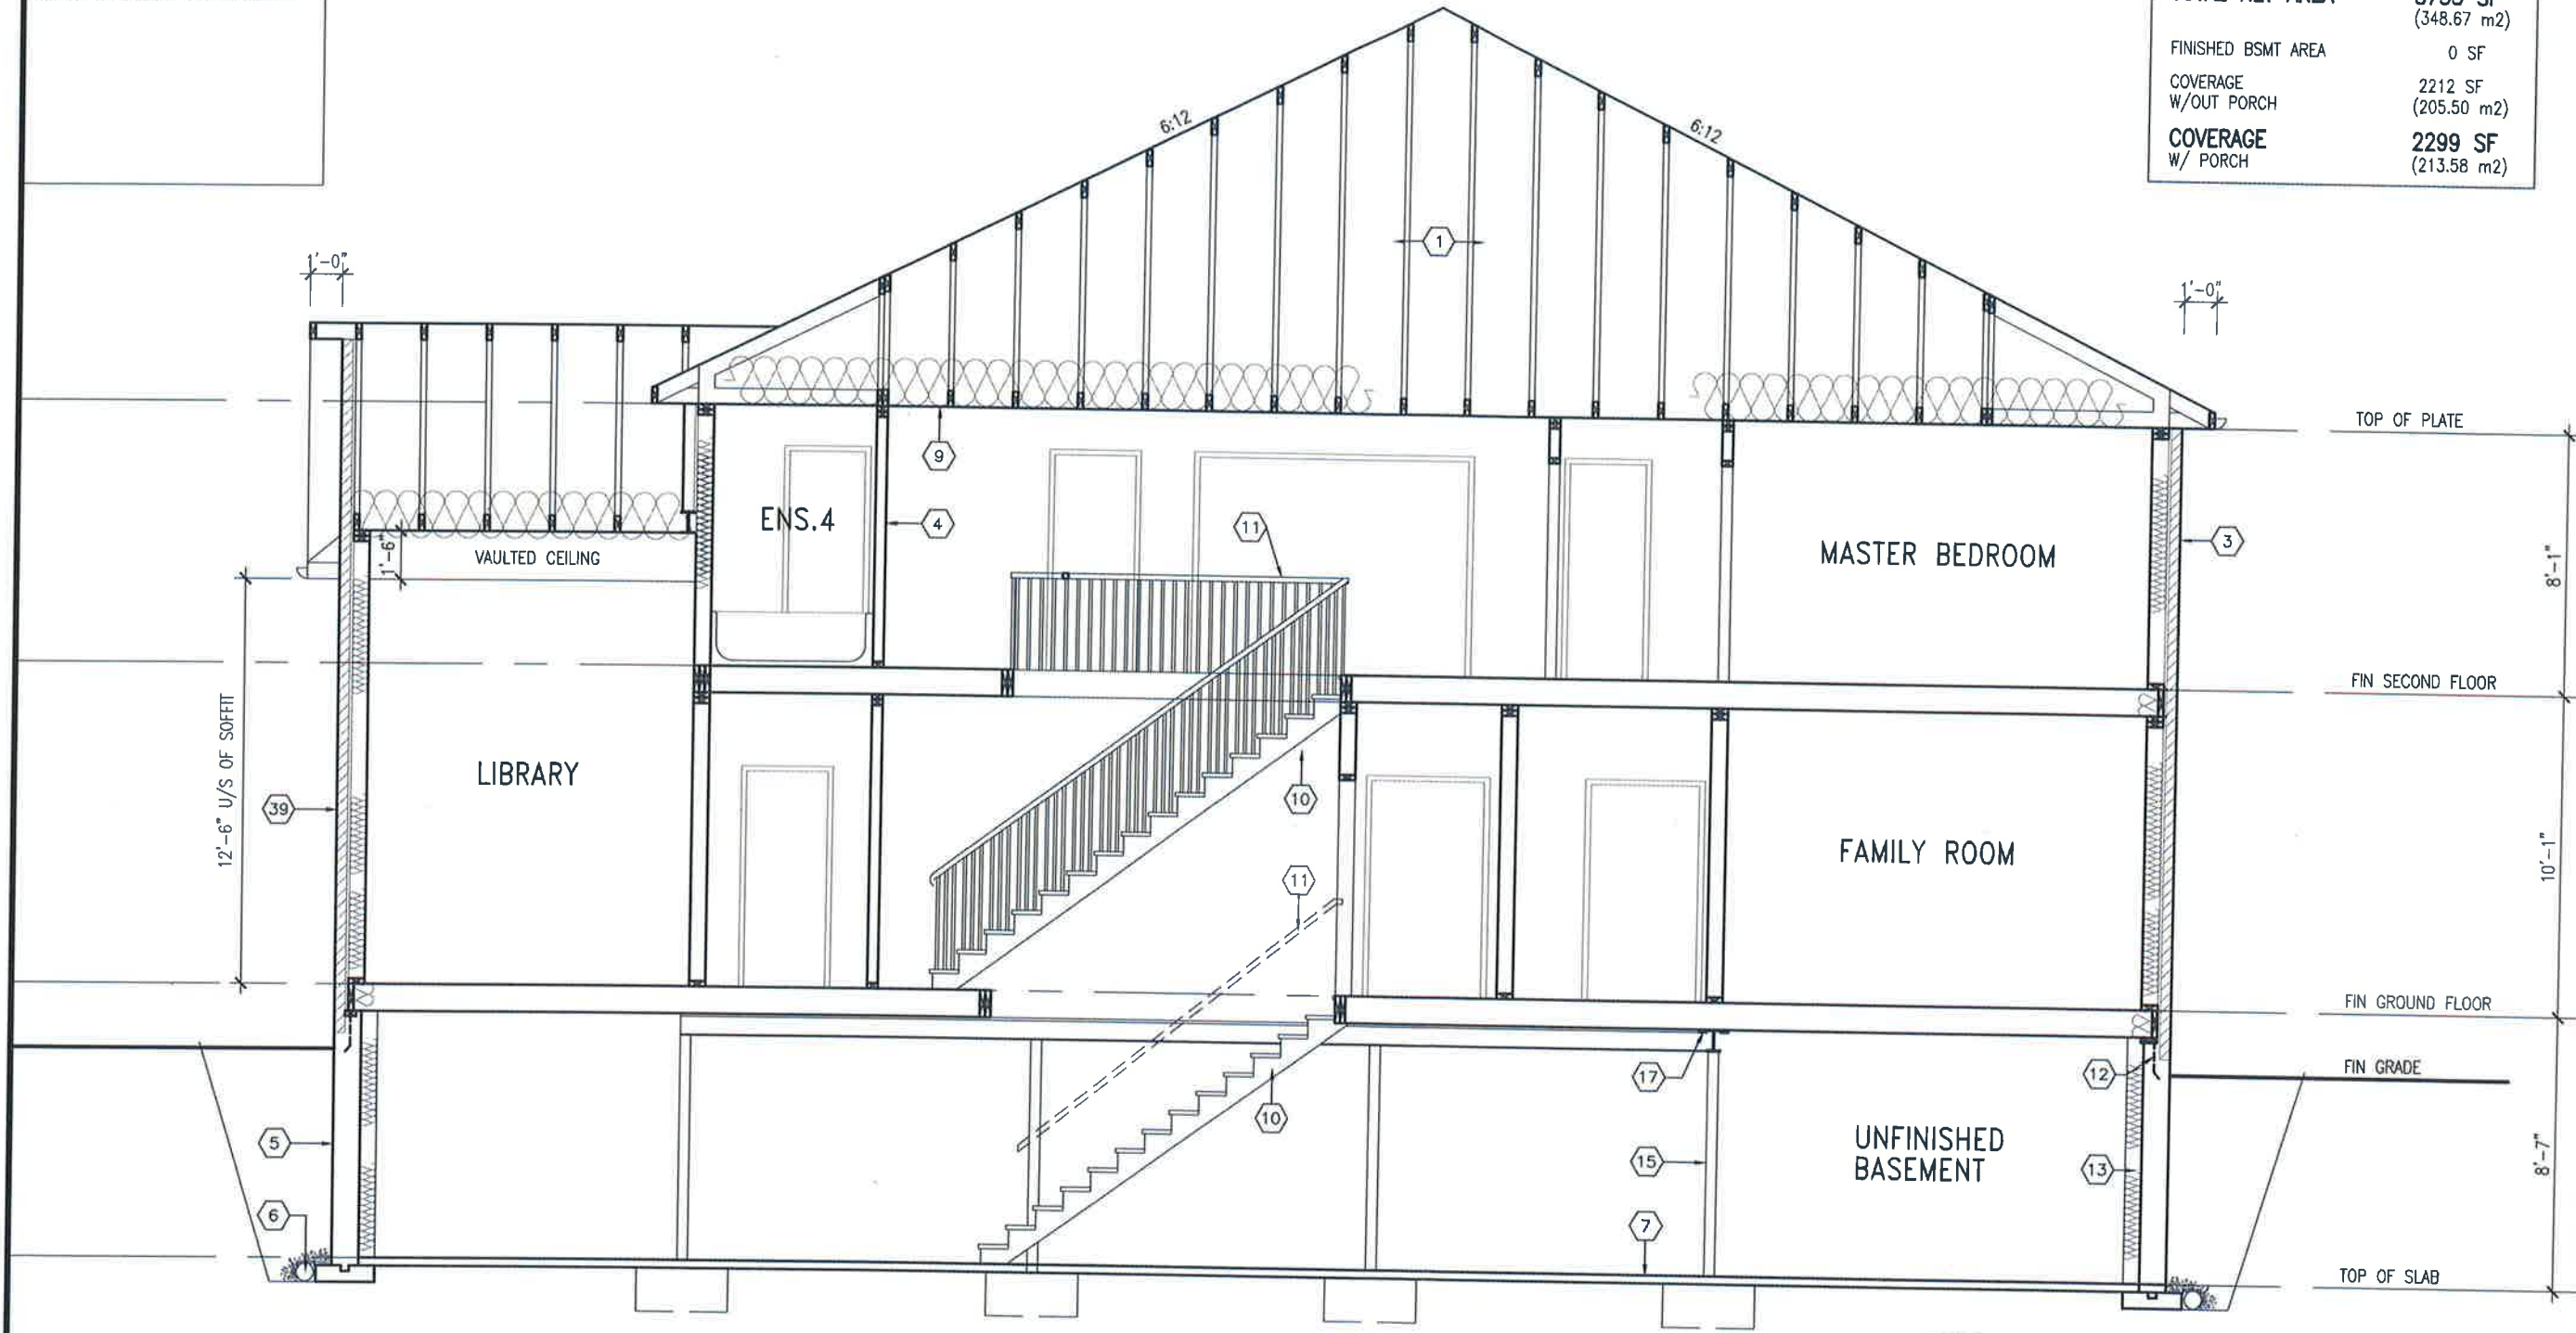 (348.67 m2)
FINISHED BSMT AREA 0 SF
COVERAGE 2212 SF
W/OUT PORCH (205.50 m2)
COVERAGE 2299 SF
W/ PORCH (213.58 m2)
6:12
6:12
1
1'-0"
1'-0"
TOP OF PLATE
9
ENS.4
4
11
MASTER BEDROOM
3
8'-1"
VAULTED CEILING
1'-6"
FIN SECOND FLOOR
12'-6" U/S OF SOFFIT
LIBRARY
39
10
11
FAMILY ROOM
10'-1"
FIN GROUND FLOOR
17
12
FIN GRADE
10
5
15
UNFINISHED
BASEMENT
13
8'-7"
6
7
TOP OF SLAB